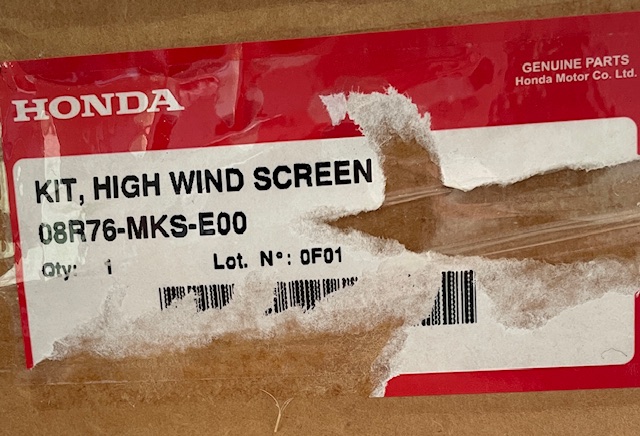 HONDA
GENUINE PARTS
Honda Motor Co. Ltd.
KIT, HIGH WIND SCREEN
08R76-MKS-E00
Qty: 1 Lot. N°: 0F01